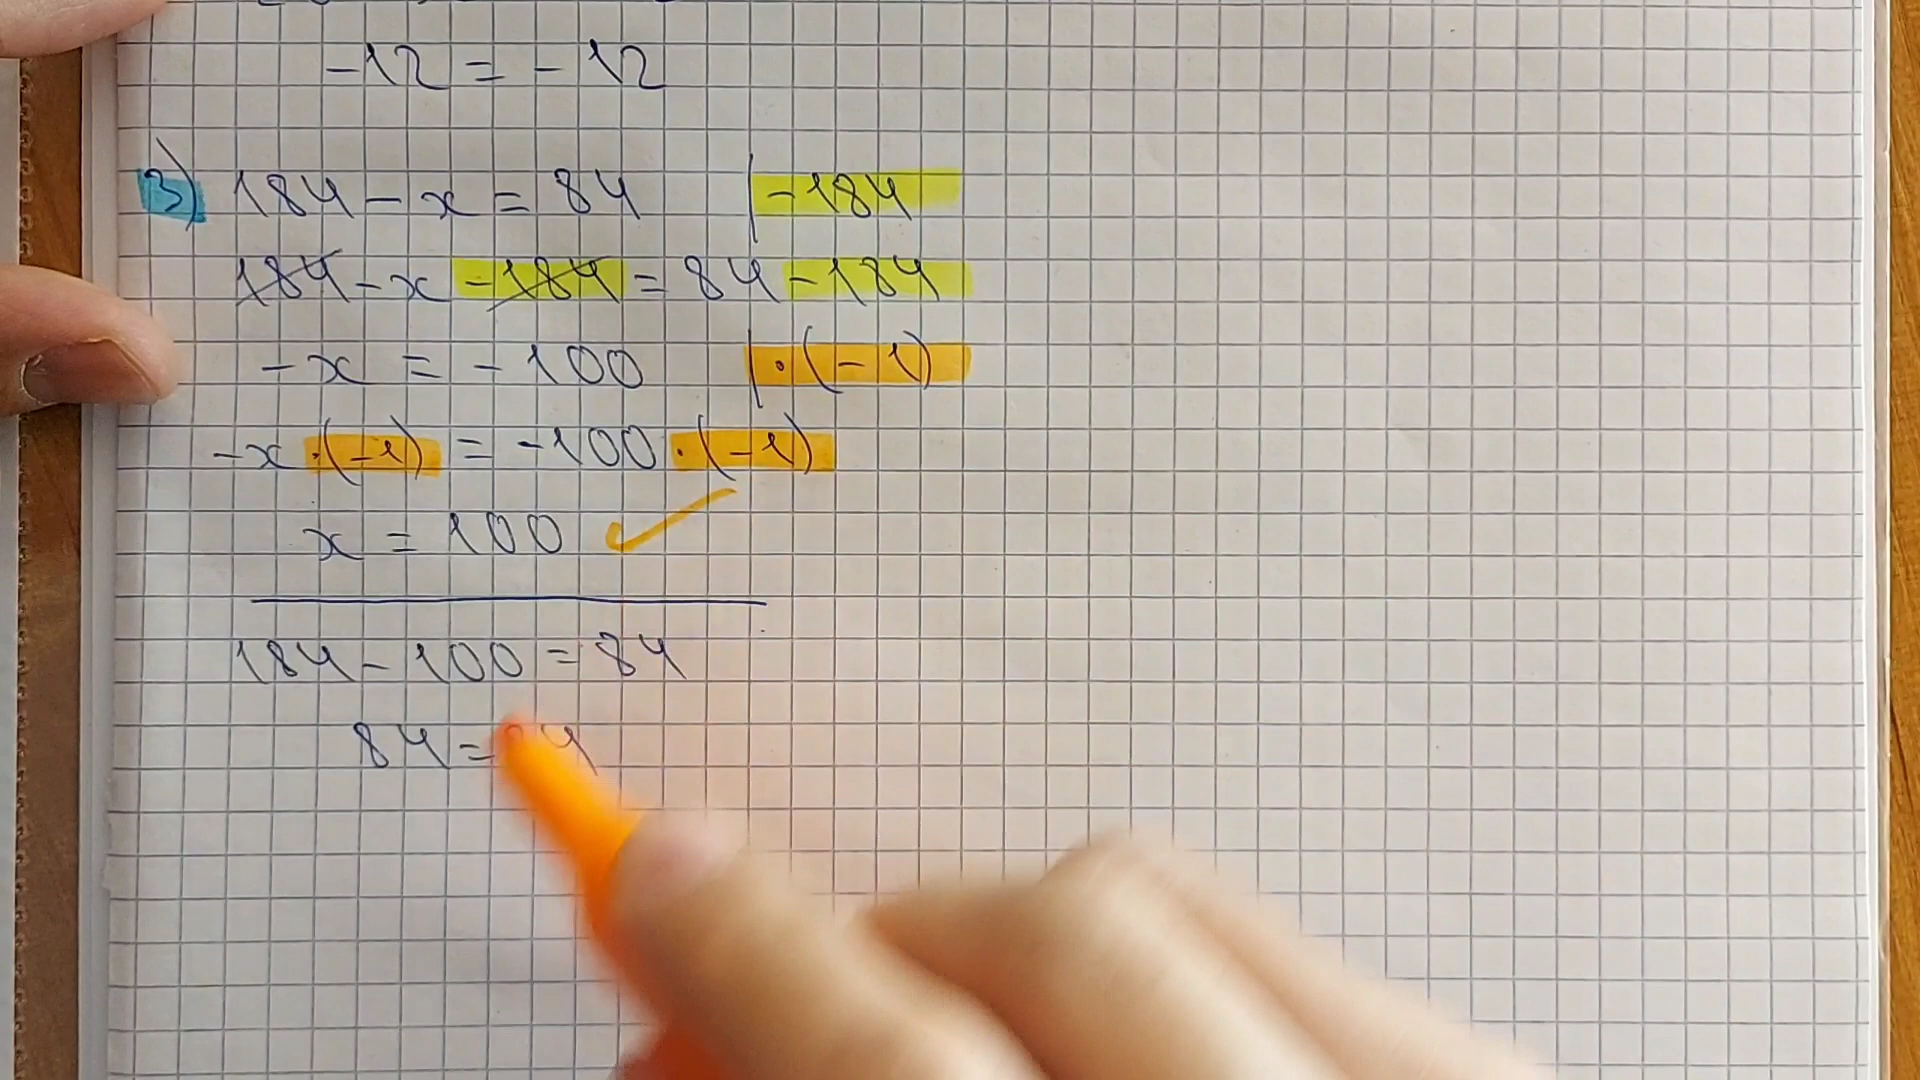 -12 = -12
3) 184 - x = 84 | -184
184 - x - 184 = 84 - 184
-x = -100 | · (-1)
-x · (-1) = -100 · (-1)
x = 100 ✓
184 - 100 = 84
84 = 84